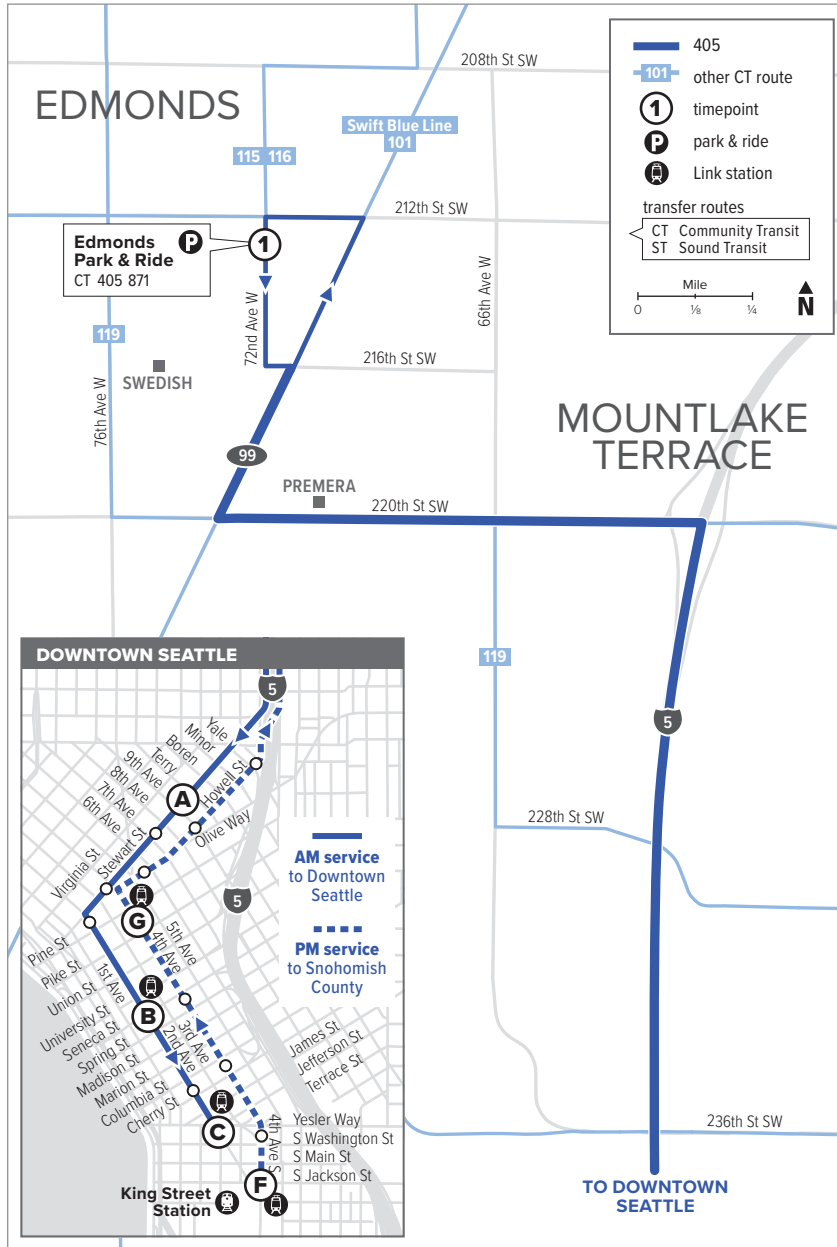 208th St SW
405
101
other CT route
1
timepoint
P
park & ride
Link station
transfer routes
CT Community Transit
ST Sound Transit
Mile
0
⅛
¼
N
EDMONDS
Swift Blue Line
101
115 116
212th St SW
Edmonds
Park & Ride
P
CT 405 871
1
72nd Ave W
66th Ave W
119
SWEDISH
76th Ave W
216th St SW
MOUNTLAKE
TERRACE
99
PREMERA
220th St SW
119
5
228th St SW
236th St SW
TO DOWNTOWN
SEATTLE
DOWNTOWN SEATTLE
5
Yale
Minor
Boren
Terry
9th Ave
8th Ave
7th Ave
6th Ave
A
Howell St
Olive Way
Stewart St
Virginia St
AM service
to Downtown
Seattle
5
G
5th Ave
4th Ave
PM service
to Snohomish
County
Pine St
Pike St
Union St
1st Ave
B
University St
Seneca St
Spring St
Madison St
Marion St
Columbia St
Cherry St
3rd Ave
2nd Ave
James St
Jefferson St
Terrace St
C
4th Ave S
Yesler Way
S Washington St
S Main St
S Jackson St
F
King Street
Station